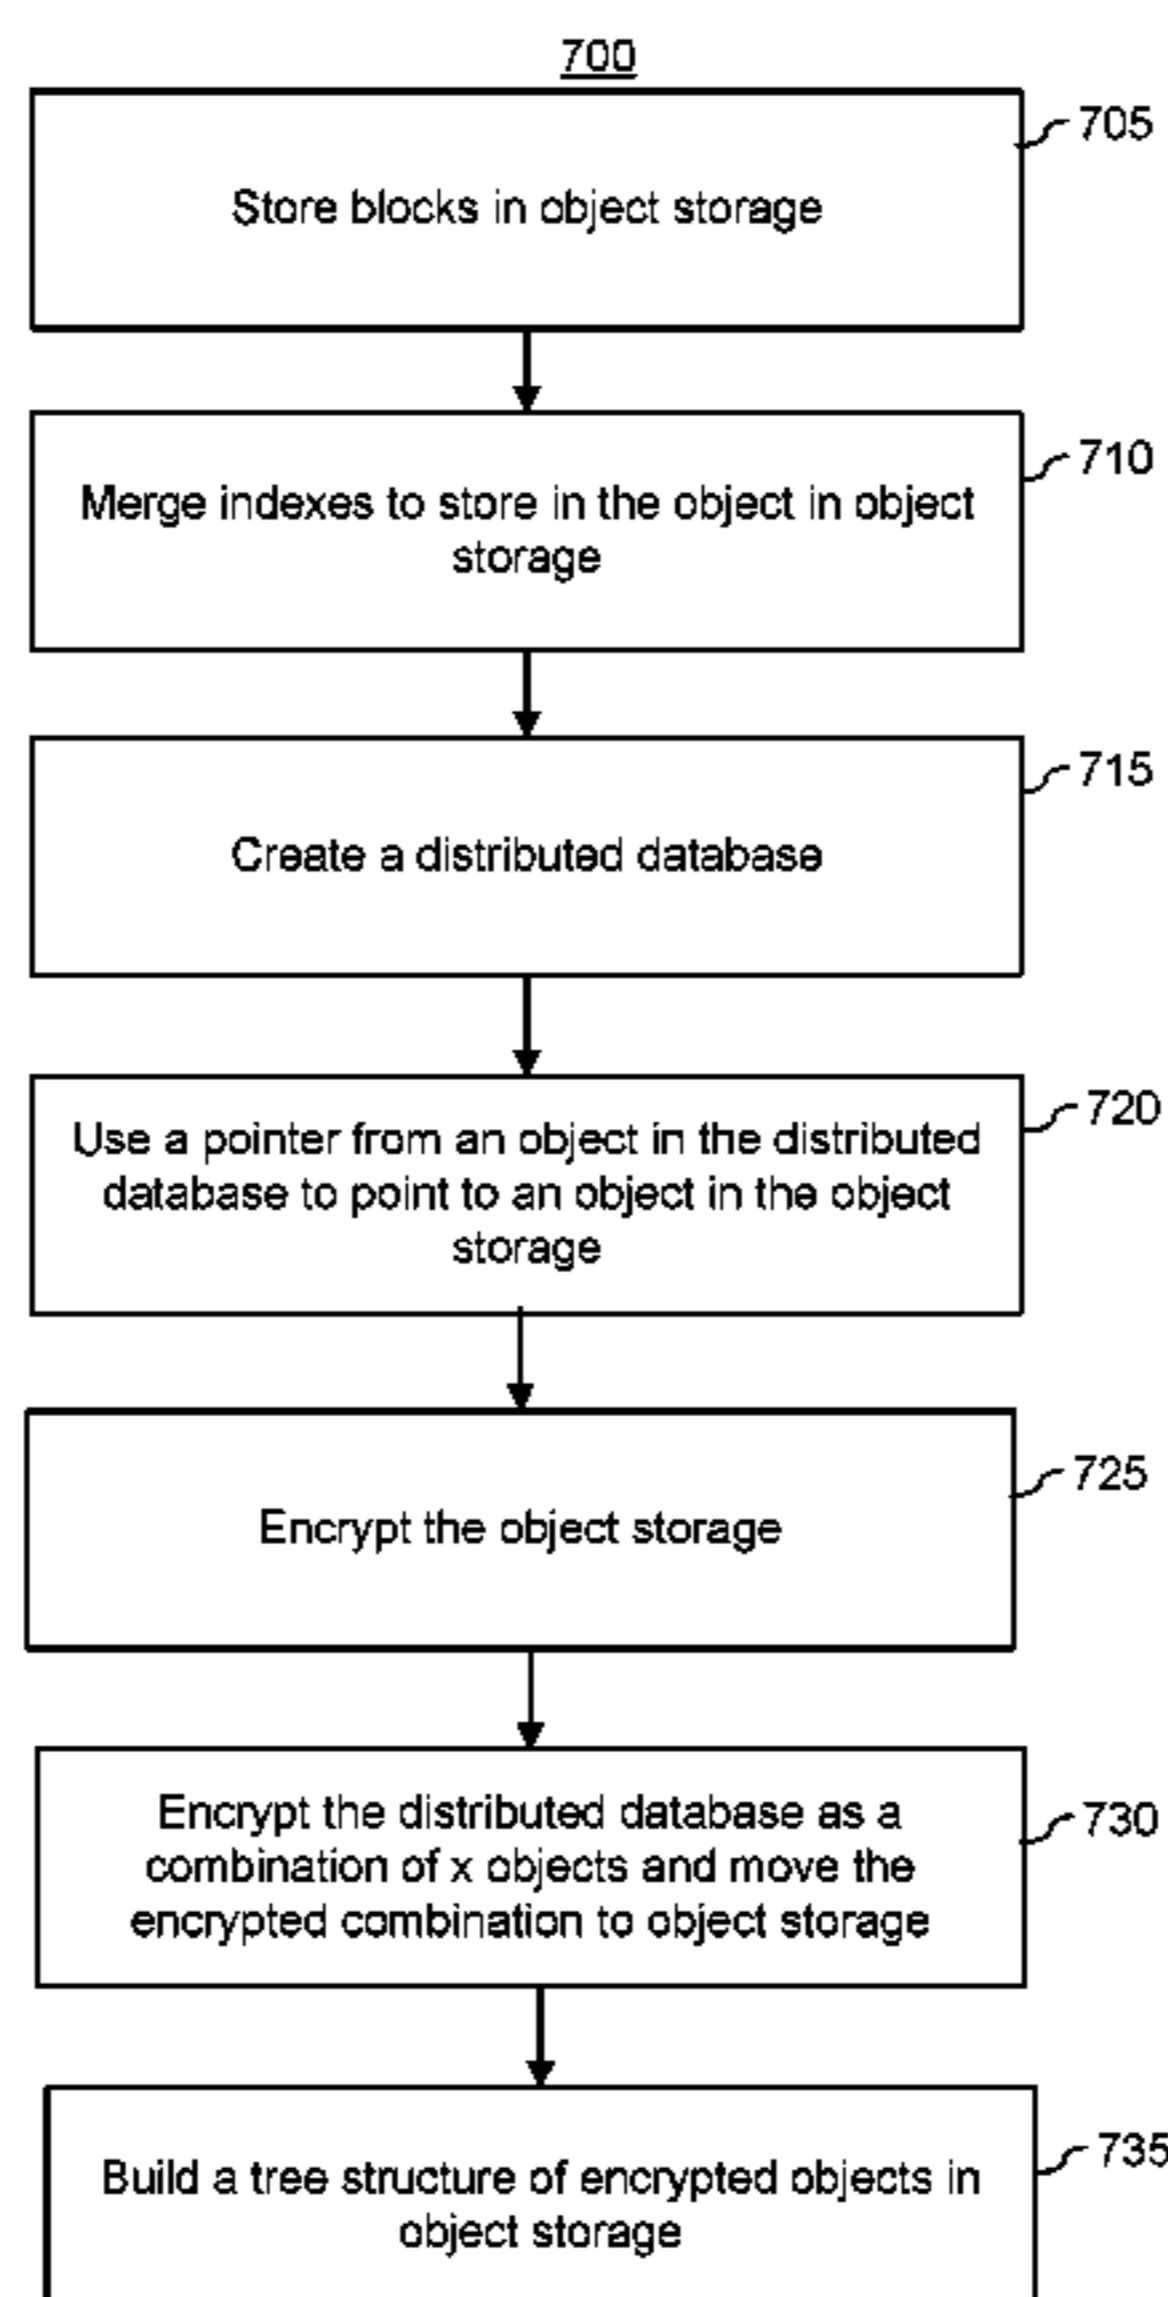 700
705
Store blocks in object storage
710
Merge indexes to store in the object in object
storage
715
Create a distributed database
720
Use a pointer from an object in the distributed
database to point to an object in the object
storage
725
Encrypt the object storage
730
Encrypt the distributed database as a
combination of x objects and move the
encrypted combination to object storage
735
Build a tree structure of encrypted objects in
object storage